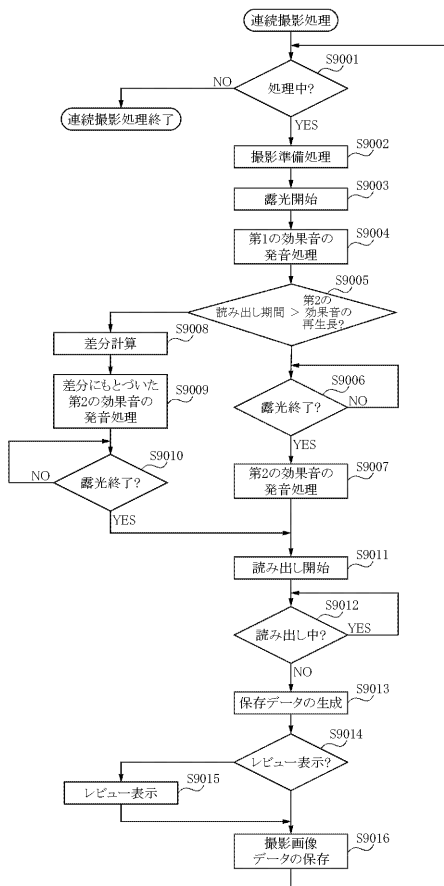 連続撮影処理
S9001
処理中?
NO
YES
連続撮影処理終了
S9002
撮影準備処理
S9003
露光開始
S9004
第1の効果音の
発音処理
S9005
読み出し期間 > 第2の
効果音の
再生長?
S9008
差分計算
S9009
差分にもとづいた
第2の効果音の
発音処理
S9010
露光終了?
NO
YES
S9006
露光終了?
NO
YES
S9007
第2の効果音の
発音処理
S9011
読み出し開始
S9012
読み出し中?
YES
NO
S9013
保存データの生成
S9014
レビュー表示?
S9015
レビュー表示
S9016
撮影画像
データの保存